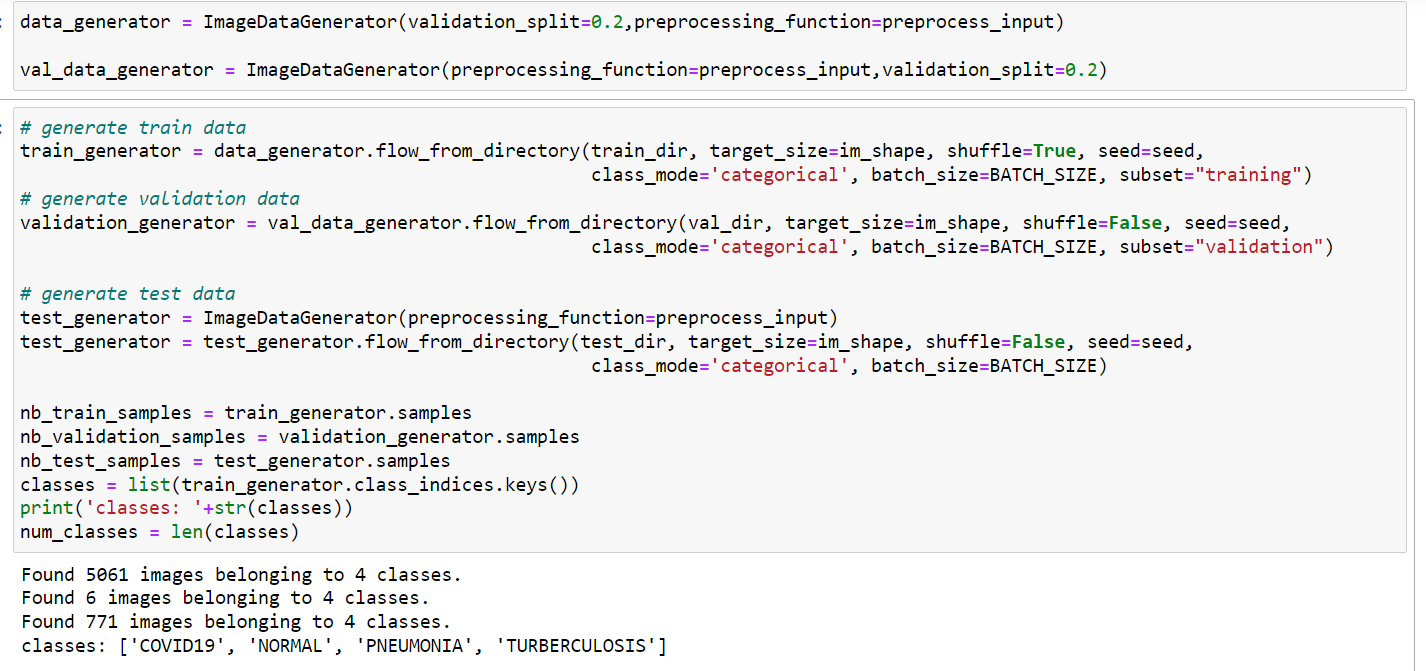 data_generator = ImageDataGenerator(validation_split=0.2,preprocessing_function=preprocess_input)
val_data_generator = ImageDataGenerator(preprocessing_function=preprocess_input,validation_split=0.2)
# generate train data
train_generator = data_generator.flow_from_directory(train_dir, target_size=im_shape, shuffle=True, seed=seed,
class_mode='categorical', batch_size=BATCH_SIZE, subset="training")
# generate validation data
validation_generator = val_data_generator.flow_from_directory(val_dir, target_size=im_shape, shuffle=False, seed=seed,
class_mode='categorical', batch_size=BATCH_SIZE, subset="validation")
# generate test data
test_generator = ImageDataGenerator(preprocessing_function=preprocess_input)
test_generator = test_generator.flow_from_directory(test_dir, target_size=im_shape, shuffle=False, seed=seed,
class_mode='categorical', batch_size=BATCH_SIZE)
nb_train_samples = train_generator.samples
nb_validation_samples = validation_generator.samples
nb_test_samples = test_generator.samples
classes = list(train_generator.class_indices.keys())
print('classes: '+str(classes))
num_classes = len(classes)
Found 5061 images belonging to 4 classes.
Found 6 images belonging to 4 classes.
Found 771 images belonging to 4 classes.
classes: ['COVID19', 'NORMAL', 'PNEUMONIA', 'TURBERCULOSIS']